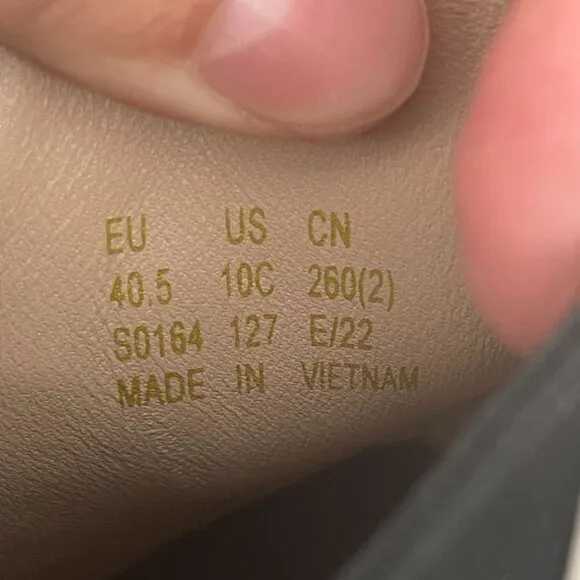 EU US CN
40.5 10C 260(2)
S0164 127 E/22
MADE IN VIETNAM